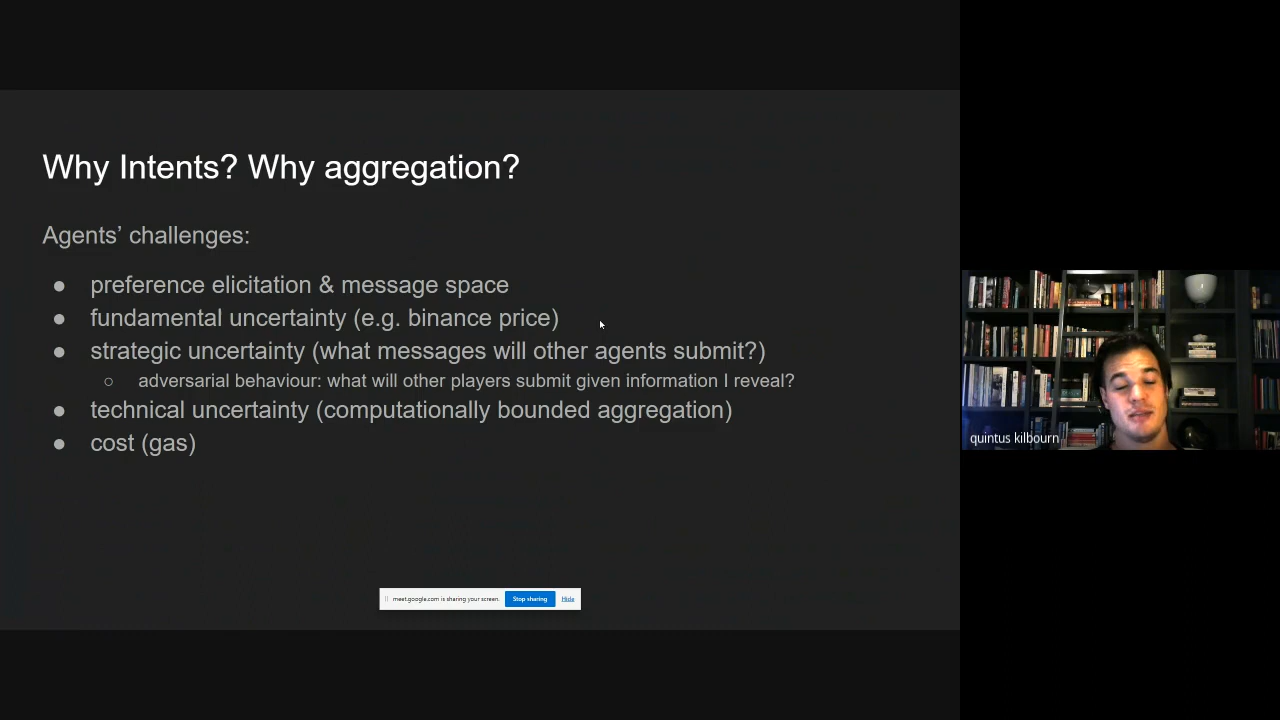 Why Intents? Why aggregation?
Agents’ challenges:
● preference elicitation & message space
● fundamental uncertainty (e.g. binance price)
● strategic uncertainty (what messages will other agents submit?)
○ adversarial behaviour: what will other players submit given information I reveal?
● technical uncertainty (computationally bounded aggregation)
● cost (gas)
quintus kilbourn
meet.google.com is sharing your screen. Stop sharing Hide